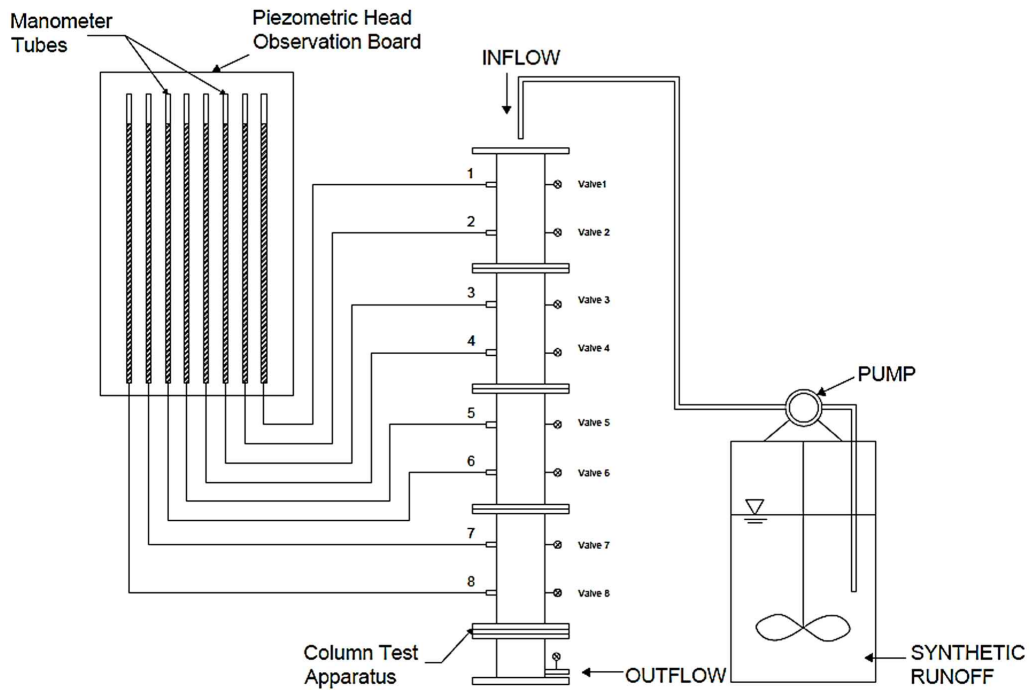 Manometer
Tubes
Piezometric Head
Observation Board
INFLOW
1
Valve1
2
Valve 2
3
Valve 3
4
Valve 4
PUMP
5
Valve 5
6
Valve 6
7
Valve 7
8
Valve 8
Column Test
Apparatus
OUTFLOW
SYNTHETIC
RUNOFF